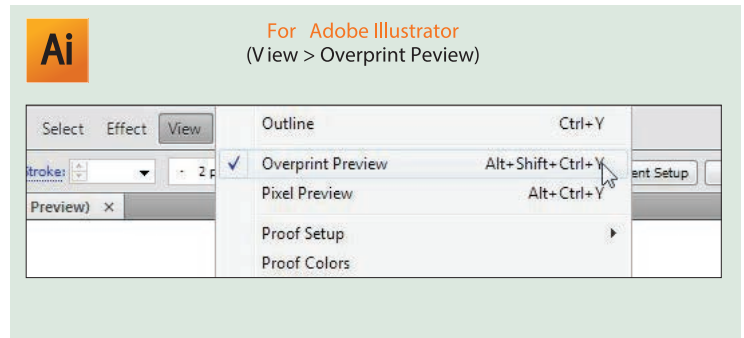 Ai
For Adobe Illustrator
(View > Overprint Peview)
Select Effect View
Outline Ctrl+Y
Stroke: 2 p
Overprint Preview Alt+Shift+Ctrl+Y
ent Setup
Preview) ×
Pixel Preview Alt+Ctrl+Y
Proof Setup
Proof Colors